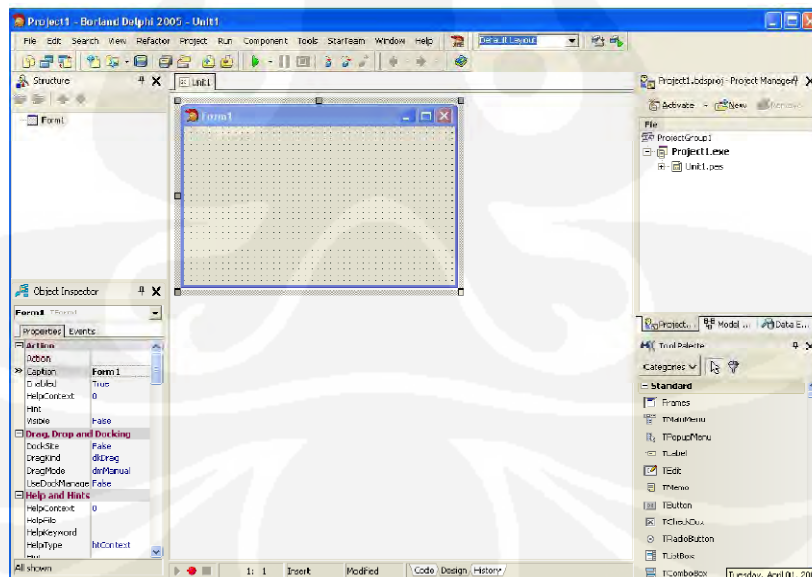 Project1 - Borland Delphi 2005 - Unit1
File Edit Search View Refactor Project Run Component Tools StarTeam Window Help Default Layout
Structure
Form1
Unit1
Form1
Project1.bdsproj - Project Manager
Activate New Remove
File
ProjectGroup1
Project1.exe
Unit1.pas
Project... Model ... Data E...
Object Inspector
Form1 TForm1
Properties Events
Action
Action
Caption Form1
Enabled True
HelpContext 0
Hint
Visible False
Drag, Drop and Docking
DockSite False
DragKind dkDrag
DragMode dmManual
UseDockManage False
Help and Hints
HelpContext 0
HelpFile
HelpKeyword
HelpType htContext
Hint
All shown
1: 1 Insert Modified Code Design History
Tool Palette
Categories
Standard
Frames
TMainMenu
TPopupMenu
TLabel
TEdit
TMemo
TButton
TCheckBox
TRadioButton
TListBox
TComboBox
Tuesday, April 01, 20